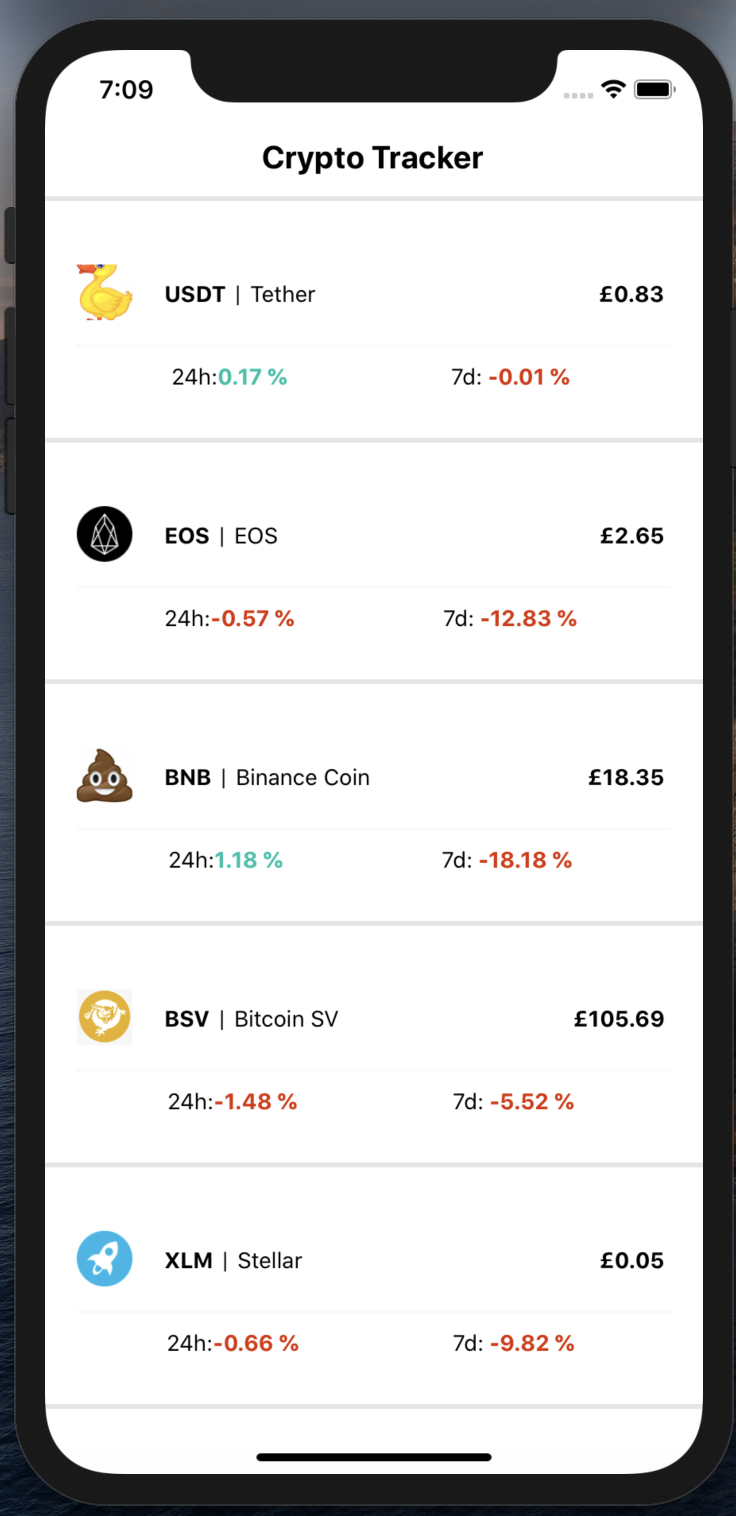 7:09
Crypto Tracker
USDT | Tether £0.83
24h:0.17 % 7d: -0.01 %
EOS | EOS £2.65
24h:-0.57 % 7d: -12.83 %
BNB | Binance Coin £18.35
24h:1.18 % 7d: -18.18 %
BSV | Bitcoin SV £105.69
24h:-1.48 % 7d: -5.52 %
XLM | Stellar £0.05
24h:-0.66 % 7d: -9.82 %